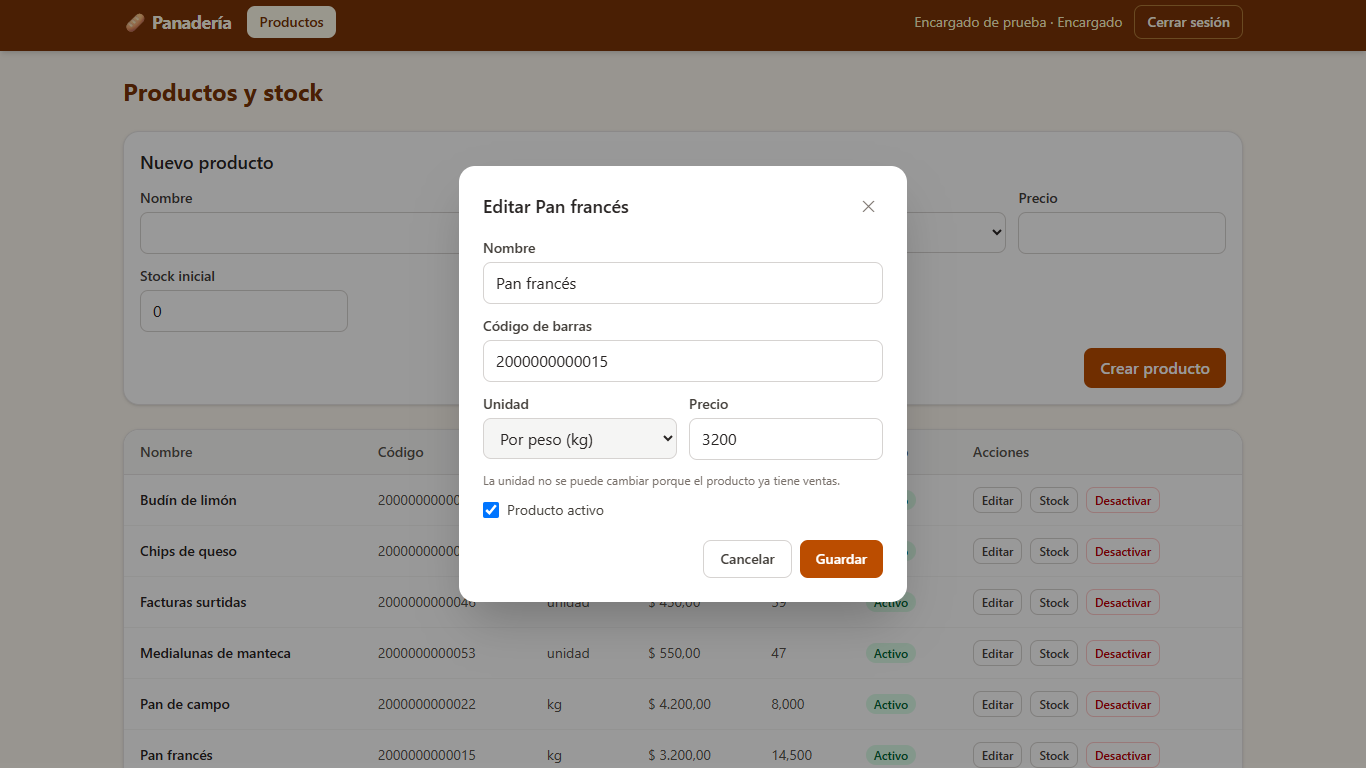 Panadería Productos Encargado de prueba · Encargado Cerrar sesión
Productos y stock
Nuevo producto
Nombre Precio
Stock inicial
0
Crear producto
Editar Pan francés
Nombre
Pan francés
Código de barras
2000000000015
Unidad Precio
Por peso (kg) 3200
La unidad no se puede cambiar porque el producto ya tiene ventas.
Producto activo
Cancelar Guardar
Nombre Código Acciones
Budín de limón Editar Stock Desactivar
Chips de queso Editar Stock Desactivar
Facturas surtidas 2000000000046 unidad $ 450,00 39 Activo Editar Stock Desactivar
Medialunas de manteca 2000000000053 unidad $ 550,00 47 Activo Editar Stock Desactivar
Pan de campo 2000000000022 kg $ 4.200,00 8,000 Activo Editar Stock Desactivar
Pan francés 2000000000015 kg $ 3.200,00 14,500 Activo Editar Stock Desactivar